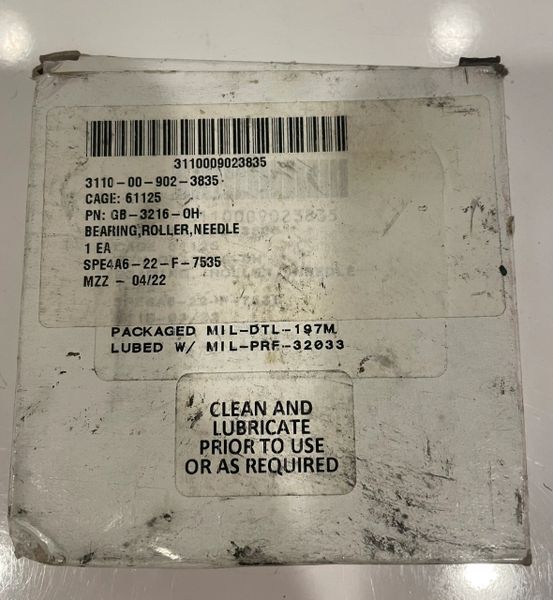 3110009023835
3110-00-902-3835
CAGE: 61125
PN: GB-3216-OH
BEARING,ROLLER,NEEDLE
1 EA
SPE4A6-22-F-7535
MZZ - 04/22
PACKAGED MIL-DTL-197M
LUBED W/ MIL-PRF-32033
CLEAN AND
LUBRICATE
PRIOR TO USE
OR AS REQUIRED